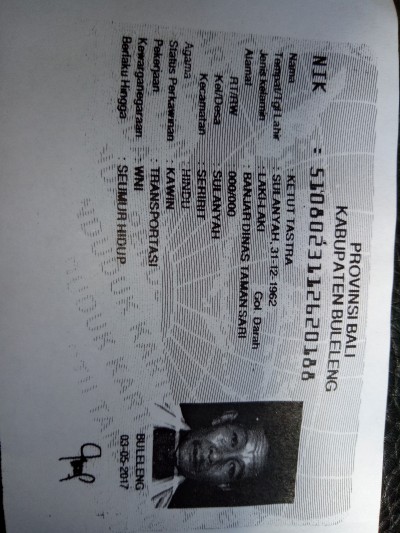 PROVINSI BALI
KABUPATEN BULELENG
NIK : 5108023112620188
Nama : KETUT TASTRA
Tempat/Tgl Lahir : SULANYAH, 31-12-1962
Jenis kelamin : LAKI-LAKI Gol. Darah
Alamat : BANJAR DINAS TAMAN SARI
RT/RW : 000/000
Kel/Desa : SULANYAH
Kecamatan : SERIRIT
Agama : HINDU
Status Perkawinan : KAWIN
Pekerjaan : TRANSPORTASI
Kewarganegaraan : WNI
Berlaku Hingga : SEUMUR HIDUP
BULELENG
03-05-2017